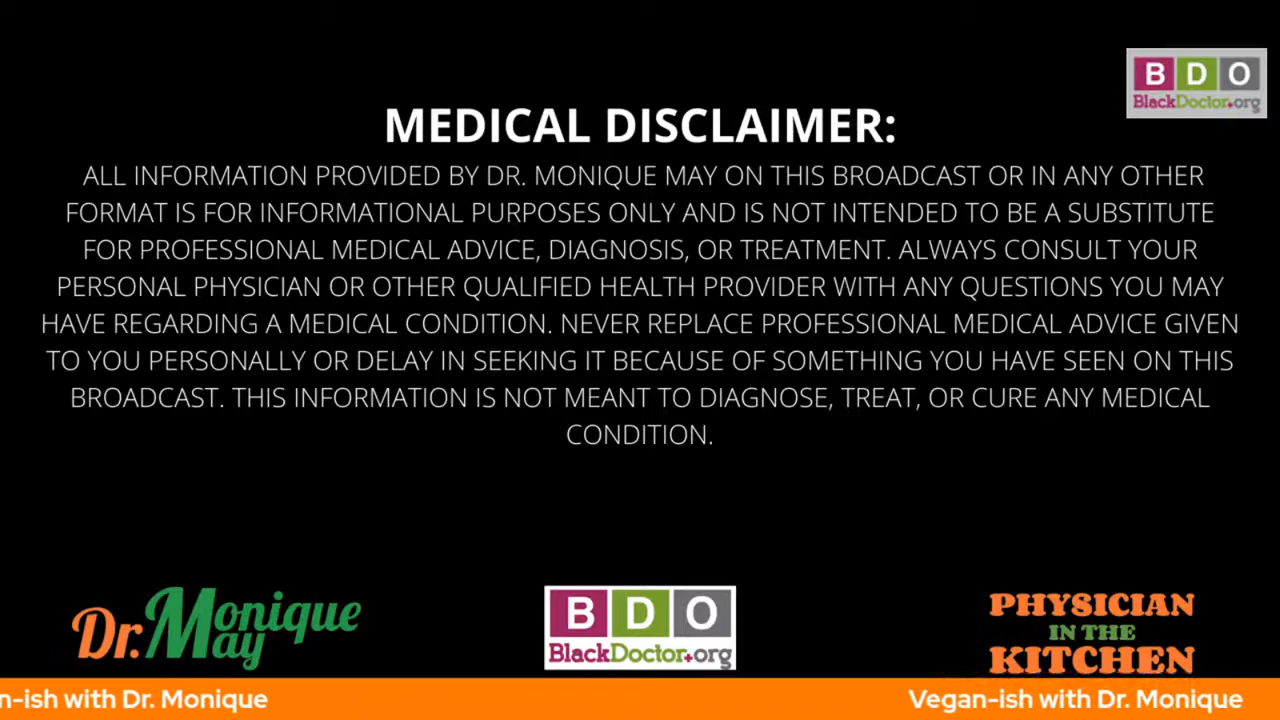 B D O
BlackDoctor.org
MEDICAL DISCLAIMER:
ALL INFORMATION PROVIDED BY DR. MONIQUE MAY ON THIS BROADCAST OR IN ANY OTHER
FORMAT IS FOR INFORMATIONAL PURPOSES ONLY AND IS NOT INTENDED TO BE A SUBSTITUTE
FOR PROFESSIONAL MEDICAL ADVICE, DIAGNOSIS, OR TREATMENT. ALWAYS CONSULT YOUR
PERSONAL PHYSICIAN OR OTHER QUALIFIED HEALTH PROVIDER WITH ANY QUESTIONS YOU MAY
HAVE REGARDING A MEDICAL CONDITION. NEVER REPLACE PROFESSIONAL MEDICAL ADVICE GIVEN
TO YOU PERSONALLY OR DELAY IN SEEKING IT BECAUSE OF SOMETHING YOU HAVE SEEN ON THIS
BROADCAST. THIS INFORMATION IS NOT MEANT TO DIAGNOSE, TREAT, OR CURE ANY MEDICAL
CONDITION.
Dr. Monique
May
B D O
BlackDoctor.org
PHYSICIAN
IN THE
KITCHEN
n-ish with Dr. Monique
Vegan-ish with Dr. Monique